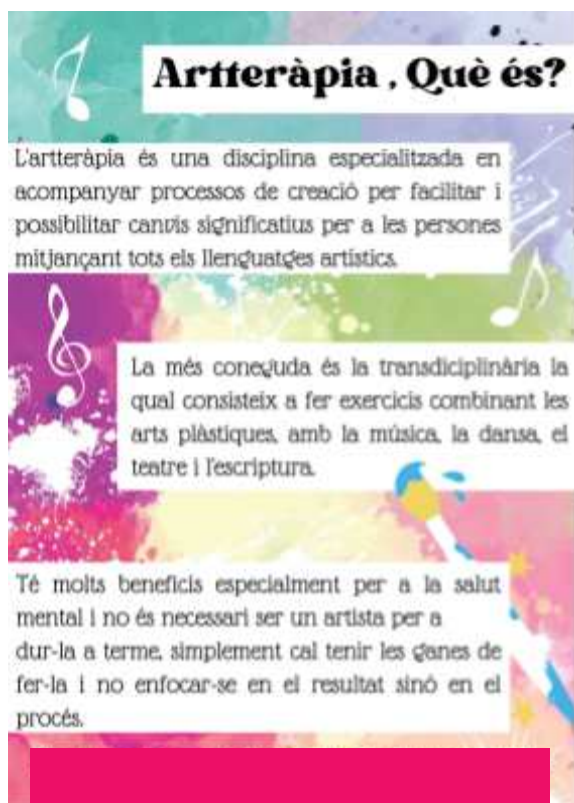 Artteràpia , Què és?
L'artteràpia és una disciplina especialitzada en
acompanyar processos de creació per facilitar i
possibilitar canvis significatius per a les persones
mitjançant tots els llenguatges artístics.
La més coneguda és la transdiciplinària la
qual consisteix a fer exercicis combinant les
arts plàstiques, amb la música, la dansa, el
teatre i l'escriptura.
Té molts beneficis especialment per a la salut
mental i no és necessari ser un artista per a
dur-la a terme, simplement cal tenir les ganes de
fer-la i no enfocar-se en el resultat sinó en el
procés.